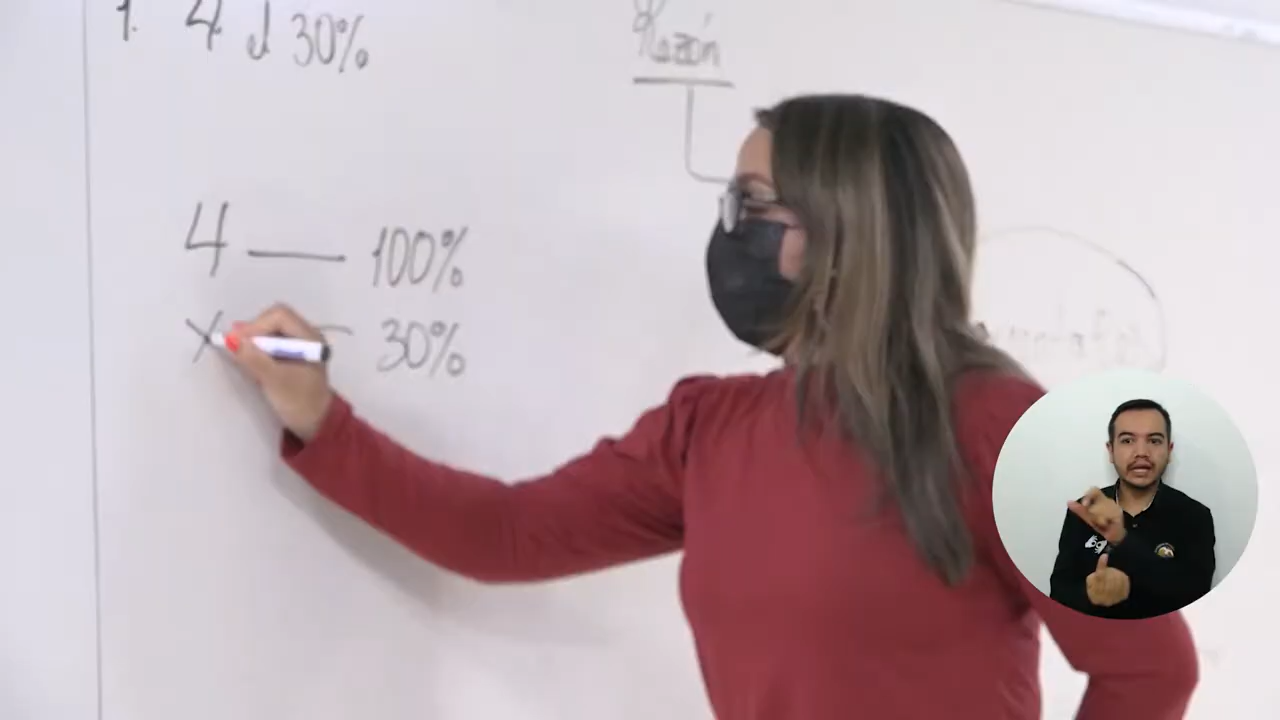 1. 4 ↓ 30%
Razón
4 — 100%
x — 30%